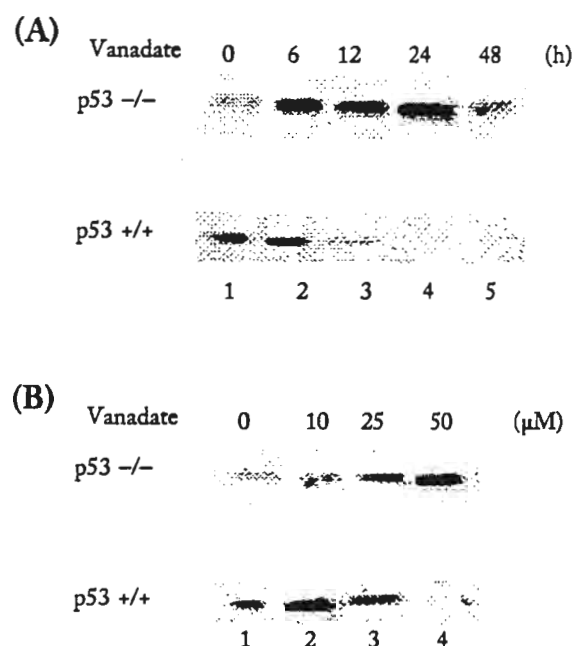 (A)
Vanadate 0 6 12 24 48 (h)
p53 −/−
p53 +/+
1 2 3 4 5
(B)
Vanadate 0 10 25 50 (µM)
p53 −/−
p53 +/+
1 2 3 4